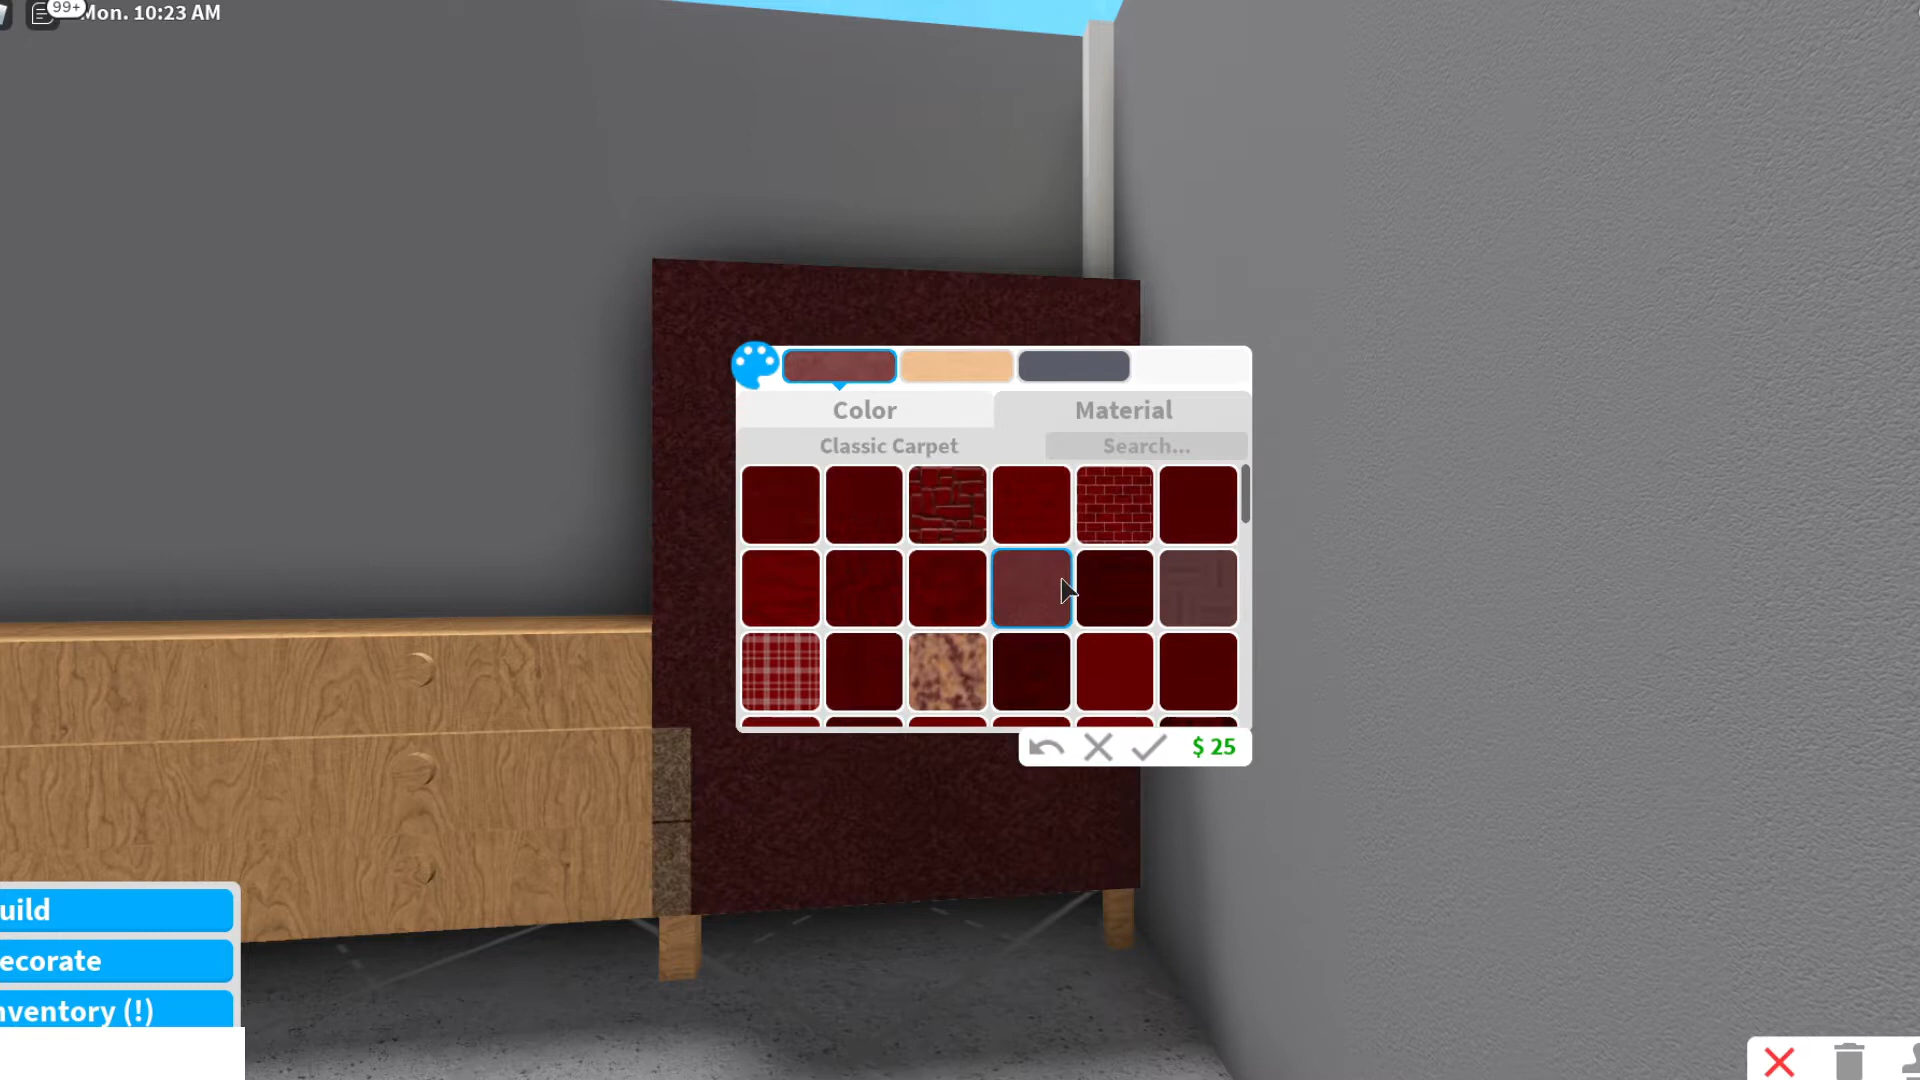 99+
Mon. 10:23 AM
Color
Material
Classic Carpet
Search...
$ 25
uild
ecorate
nventory (!)